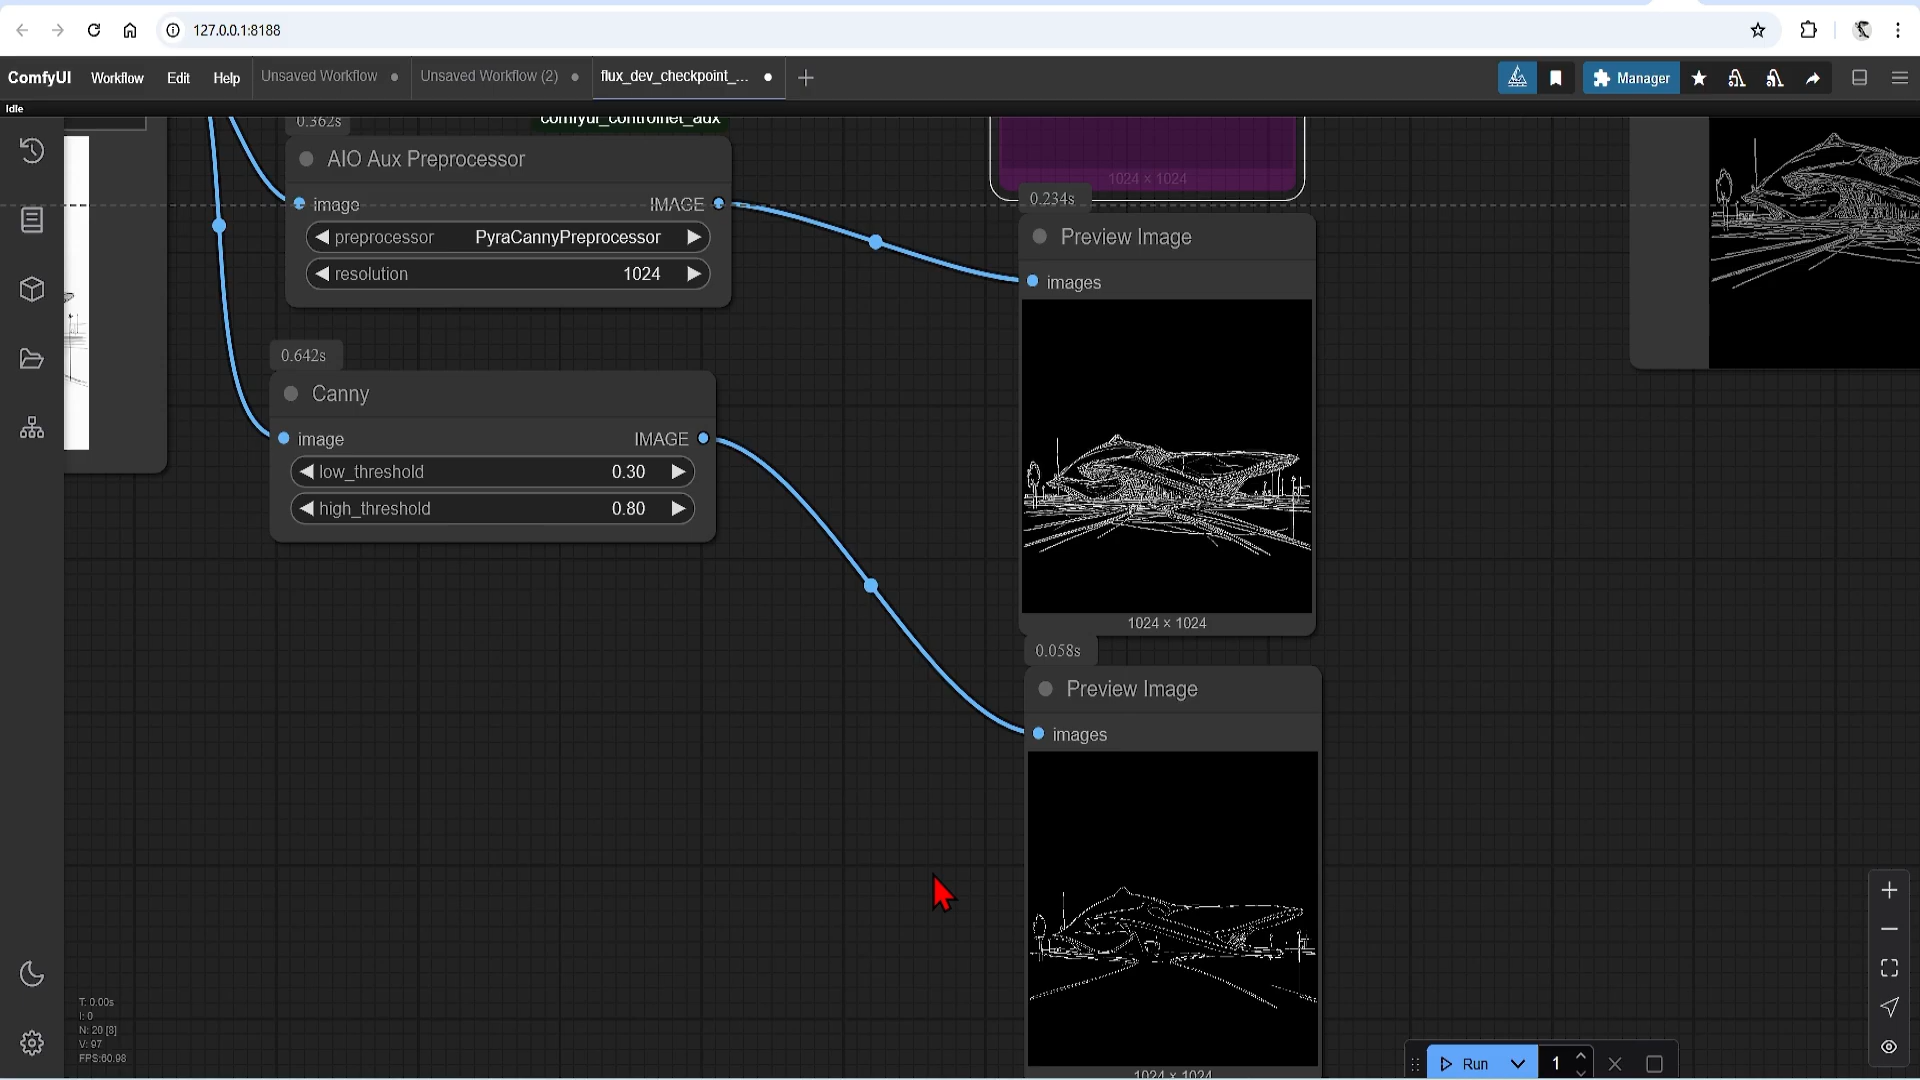 127.0.0.1:8188
ComfyUI Workflow Edit Help Unsaved Workflow Unsaved Workflow (2) flux_dev_checkpoint_... Manager
Idle
0.362s
comfyui_controlnet_aux
AIO Aux Preprocessor
image IMAGE
preprocessor PyraCannyPreprocessor
resolution 1024
1024 × 1024
0.234s
Preview Image
images
1024 × 1024
0.642s
Canny
image IMAGE
low_threshold 0.30
high_threshold 0.80
0.058s
Preview Image
images
1024 × 1024
T: 0.00s
I: 0
N: 20 [8]
V: 97
FPS:60.98
Run 1